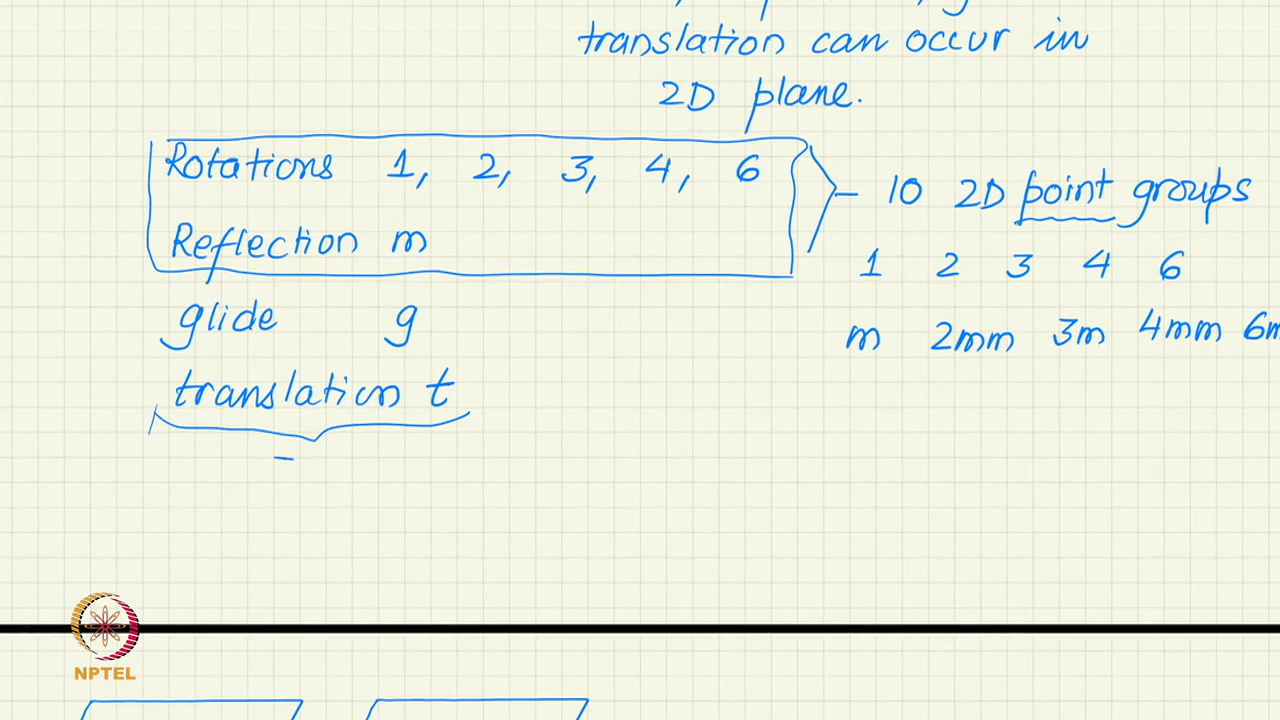 translation can occur in
2D plane.
Rotations 1, 2, 3, 4, 6
Reflection m
glide g
translation t
– 10 2D point groups
1 2 3 4 6
m 2mm 3m 4mm
NPTEL